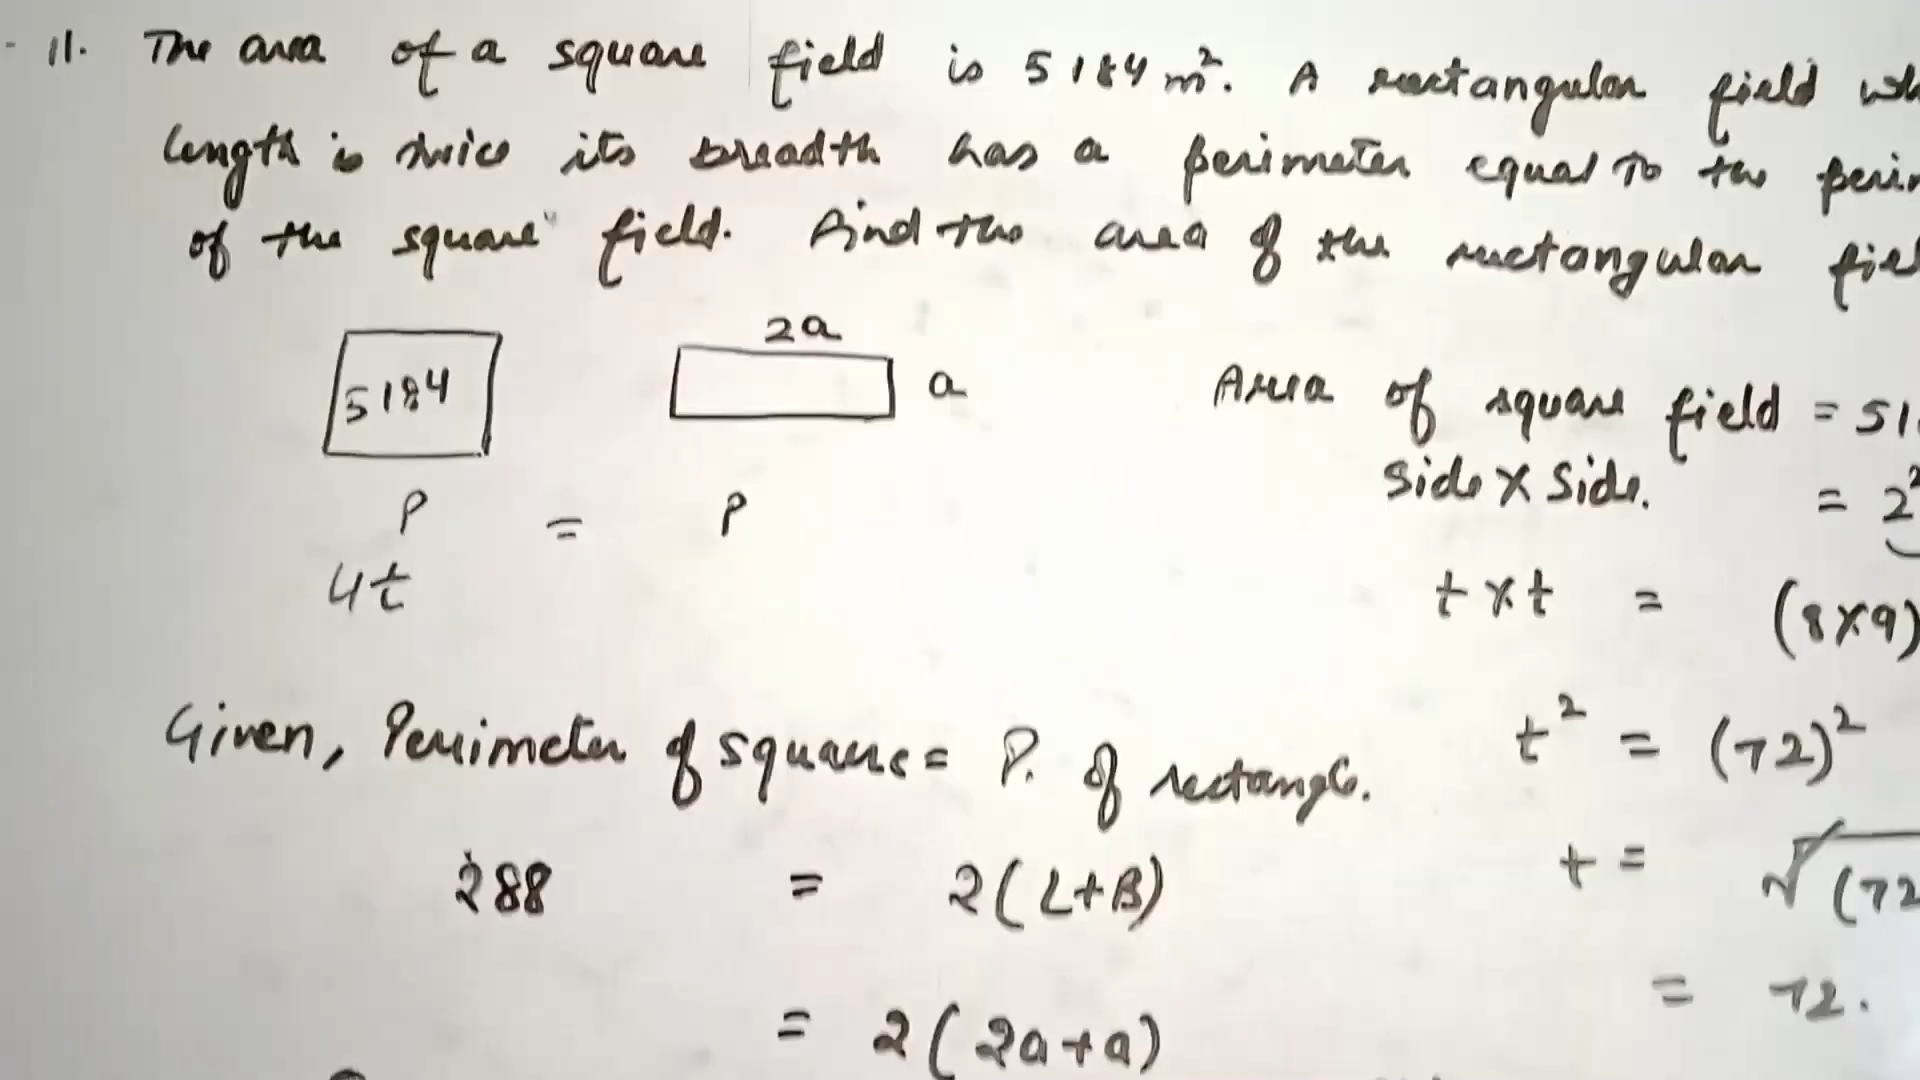 11. The area of a square field is 5184 m². A rectangular field wh
length is twice its breadth has a perimeter equal to the perim
of the square field. Find the area of the rectangular fiel
2a
5184
a
Area of square field = 51
Side x Side. = 2²
P = P
4t
t x t = (8x9)
t² = (72)²
Given, Perimeter of square = P. of rectangle.
t = √(72
288 = 2(L+B)
= 72.
= 2(2a+a)